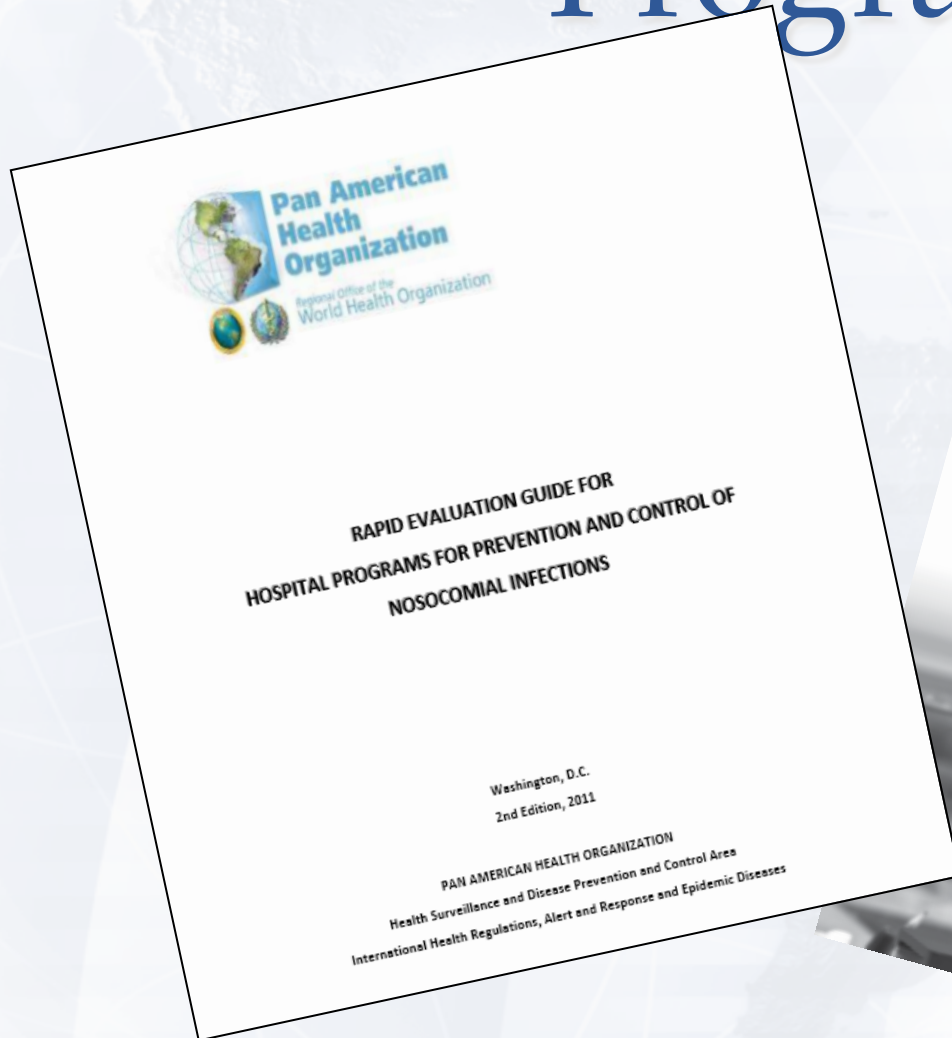 Pan American
Health
Organization
Regional Office of the
World Health Organization
RAPID EVALUATION GUIDE FOR
HOSPITAL PROGRAMS FOR PREVENTION AND CONTROL OF
NOSOCOMIAL INFECTIONS
Washington, D.C.
2nd Edition, 2011
PAN AMERICAN HEALTH ORGANIZATION
Health Surveillance and Disease Prevention and Control Area
International Health Regulations, Alert and Response and Epidemic Diseases